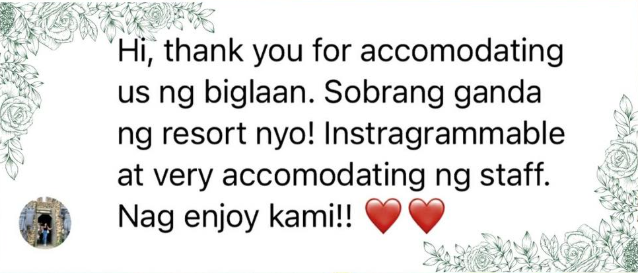 Hi, thank you for accomodating
us ng biglaan. Sobrang ganda
ng resort nyo! Instragrammable
at very accomodating ng staff.
Nag enjoy kami!! ❤️❤️